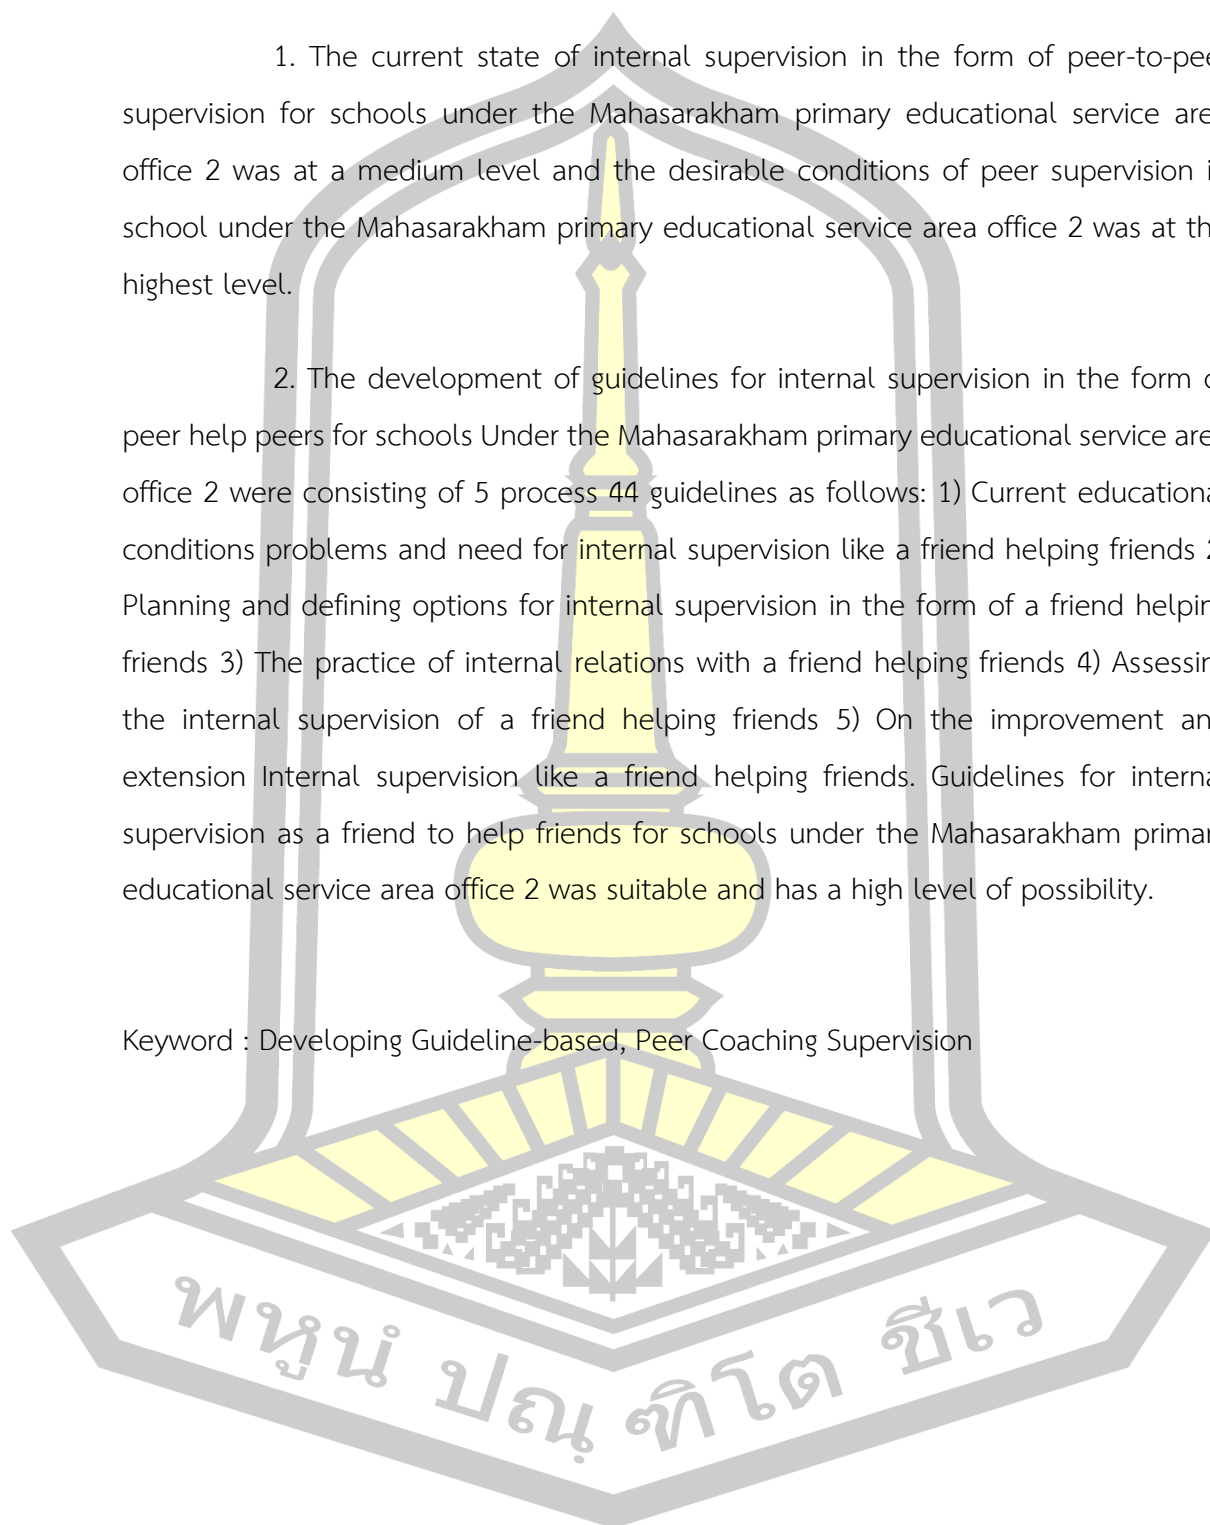 1. The current state of internal supervision in the form of peer-to-pee
supervision for schools under the Mahasarakham primary educational service are
office 2 was at a medium level and the desirable conditions of peer supervision i
school under the Mahasarakham primary educational service area office 2 was at th
highest level.
2. The development of guidelines for internal supervision in the form o
peer help peers for schools Under the Mahasarakham primary educational service are
office 2 were consisting of 5 process 44 guidelines as follows: 1) Current educationa
conditions problems and need for internal supervision like a friend helping friends 2
Planning and defining options for internal supervision in the form of a friend helpin
friends 3) The practice of internal relations with a friend helping friends 4) Assessin
the internal supervision of a friend helping friends 5) On the improvement an
extension Internal supervision like a friend helping friends. Guidelines for interna
supervision as a friend to help friends for schools under the Mahasarakham primar
educational service area office 2 was suitable and has a high level of possibility.
Keyword : Developing Guideline-based, Peer Coaching Supervision
พหูนํ ปณฺฑิโต ชีเว